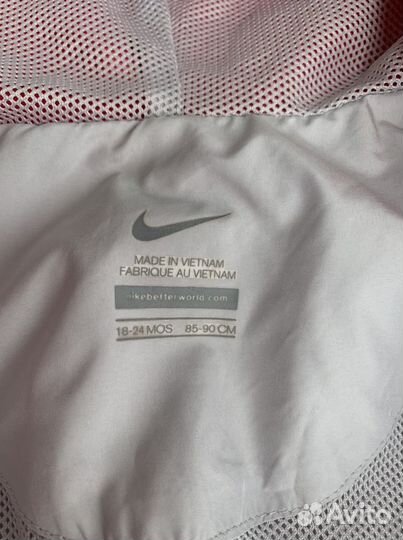 MADE IN VIETNAM
FABRIQUE AU VIETNAM
nikebetterworld.com
18-24 MOS 85-90 CM
Avito